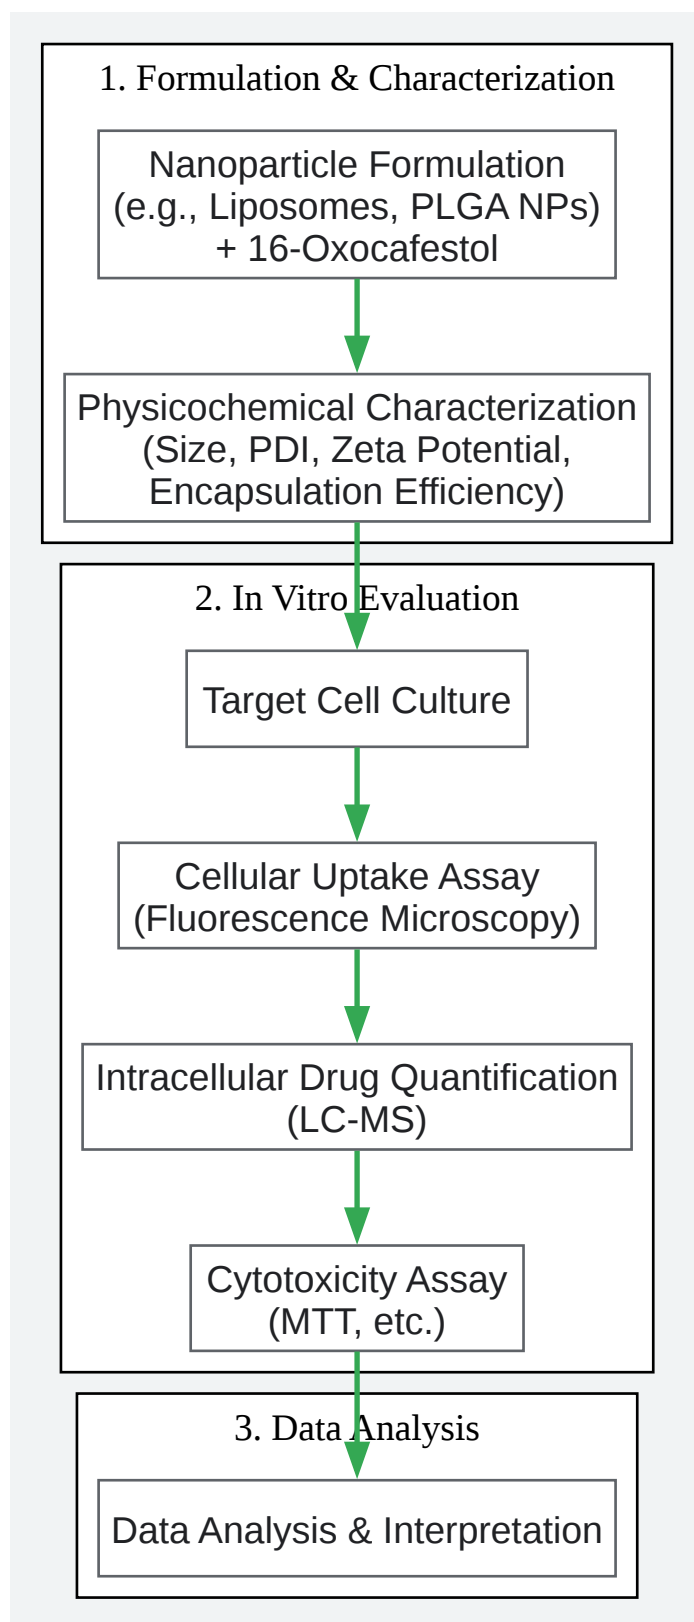 1. Formulation & Characterization
Nanoparticle Formulation
(e.g., Liposomes, PLGA NPs)
+ 16-Oxocafestol
Physicochemical Characterization
(Size, PDI, Zeta Potential,
Encapsulation Efficiency)
2. In Vitro Evaluation
Target Cell Culture
Cellular Uptake Assay
(Fluorescence Microscopy)
Intracellular Drug Quantification
(LC-MS)
Cytotoxicity Assay
(MTT, etc.)
3. Data Analysis
Data Analysis & Interpretation